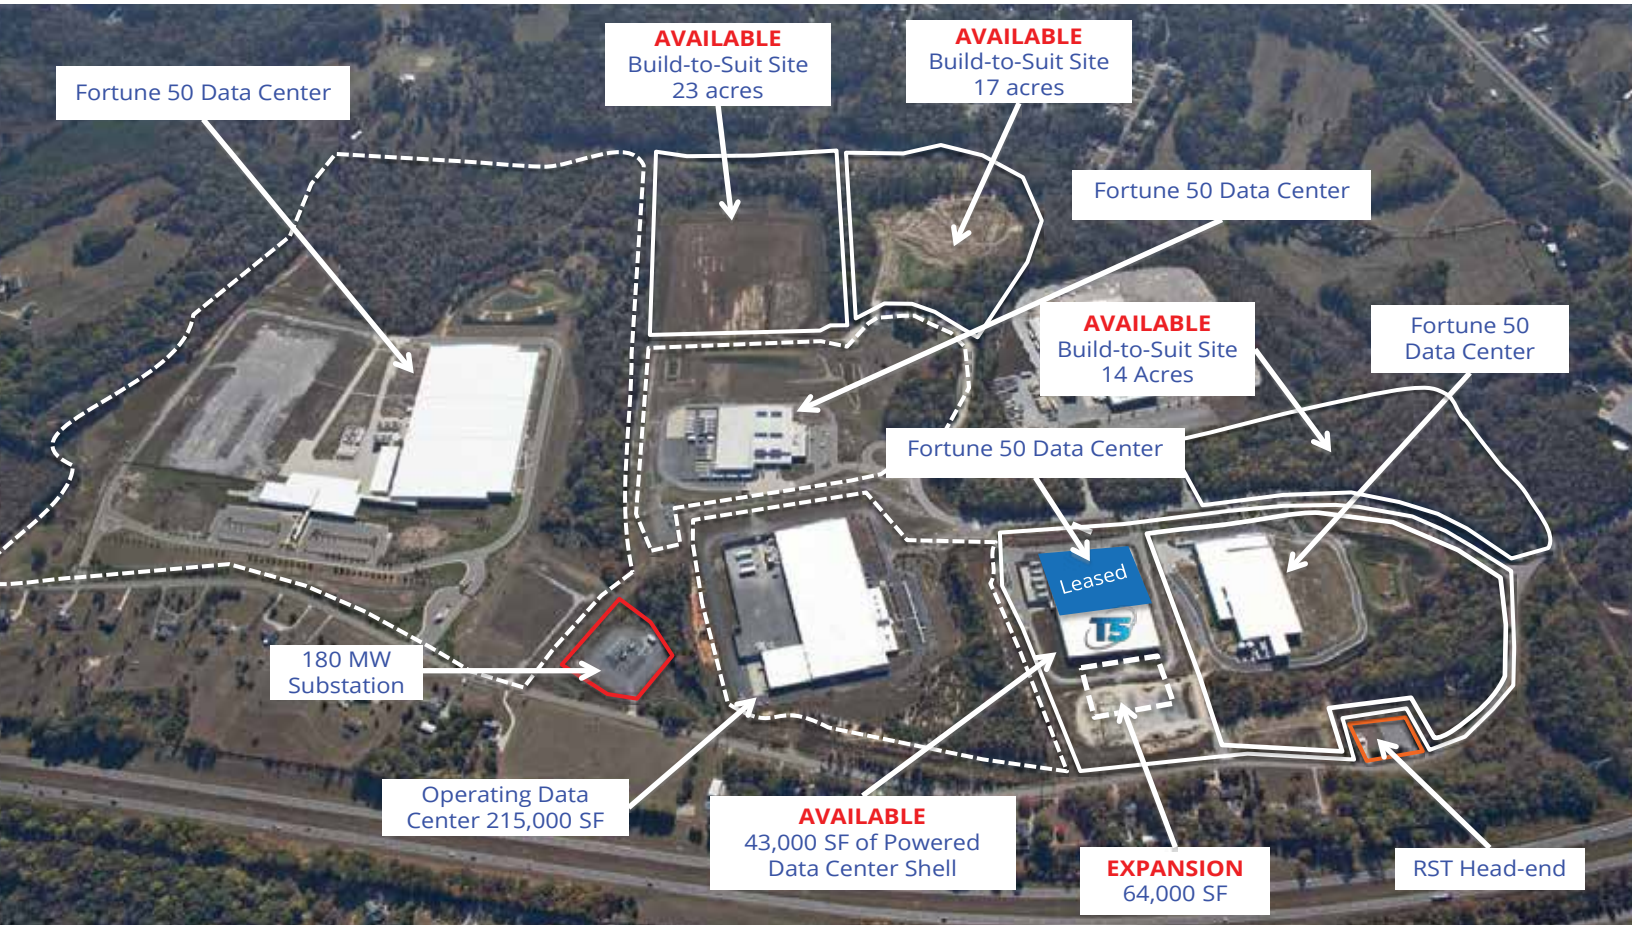 AVAILABLE
Build-to-Suit Site
23 acres
AVAILABLE
Build-to-Suit Site
17 acres
Fortune 50 Data Center
Fortune 50 Data Center
AVAILABLE
Build-to-Suit Site
14 Acres
Fortune 50
Data Center
Fortune 50 Data Center
Leased
T5
180 MW
Substation
Operating Data
Center 215,000 SF
AVAILABLE
43,000 SF of Powered
Data Center Shell
EXPANSION
64,000 SF
RST Head-end